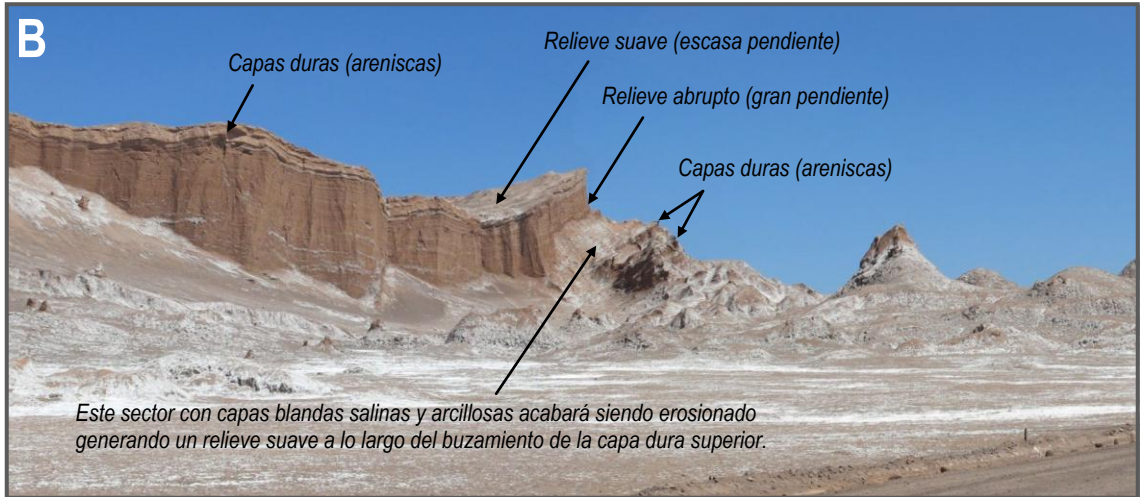 B
Capas duras (areniscas)
Relieve suave (escasa pendiente)
Relieve abrupto (gran pendiente)
Capas duras (areniscas)
Este sector con capas blandas salinas y arcillosas acabará siendo erosionado
generando un relieve suave a lo largo del buzamiento de la capa dura superior.